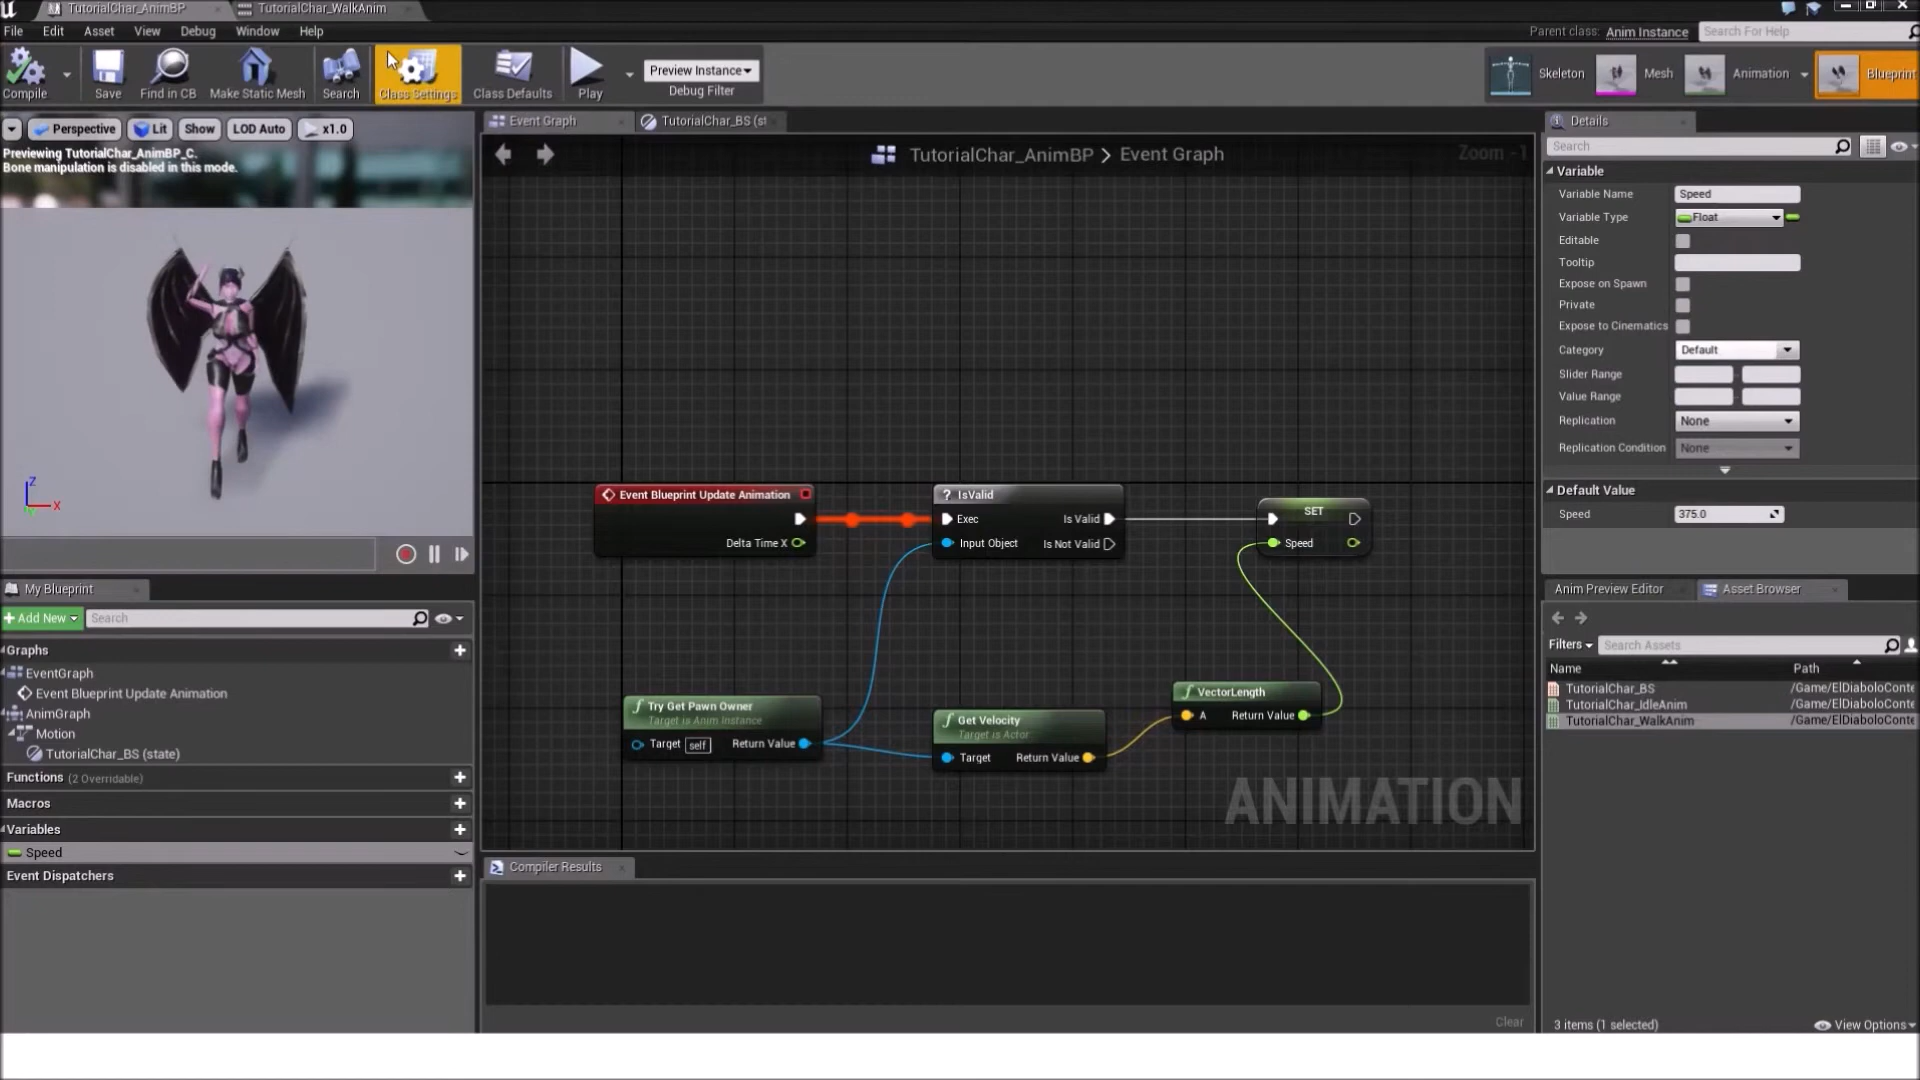 TutorialChar_AnimBP
TutorialChar_WalkAnim
File Edit Asset View Debug Window Help
Parent class: Anim Instance
Search For Help
Compile
Save
Find in CB
Make Static Mesh
Search
Class Settings
Class Defaults
Play
Preview Instance
Debug Filter
Skeleton
Mesh
Animation
Blueprint
Perspective
Lit
Show
LOD Auto
x1.0
Previewing TutorialChar_AnimBP_C.
Bone manipulation is disabled in this mode.
Z
X
My Blueprint
+ Add New
Search
Graphs
EventGraph
Event Blueprint Update Animation
AnimGraph
Motion
TutorialChar_BS (state)
Functions (2 Overridable)
Macros
Variables
Speed
Event Dispatchers
Event Graph
TutorialChar_BS (st
TutorialChar_AnimBP > Event Graph
Zoom -1
Event Blueprint Update Animation
Delta Time X
? IsValid
Exec Is Valid
Input Object Is Not Valid
SET
Speed
f Try Get Pawn Owner
Target is Anim Instance
Target self Return Value
f Get Velocity
Target is Actor
Target Return Value
f VectorLength
A Return Value
ANIMATION
Compiler Results
Clear
Details
Search
Variable
Variable Name Speed
Variable Type Float
Editable
Tooltip
Expose on Spawn
Private
Expose to Cinematics
Category Default
Slider Range
Value Range
Replication None
Replication Condition None
Default Value
Speed 375.0
Anim Preview Editor
Asset Browser
Filters
Search Assets
Name Path
TutorialChar_BS /Game/ElDiaboloConte
TutorialChar_IdleAnim /Game/ElDiaboloConte
TutorialChar_WalkAnim /Game/ElDiaboloConte
3 items (1 selected)
View Options